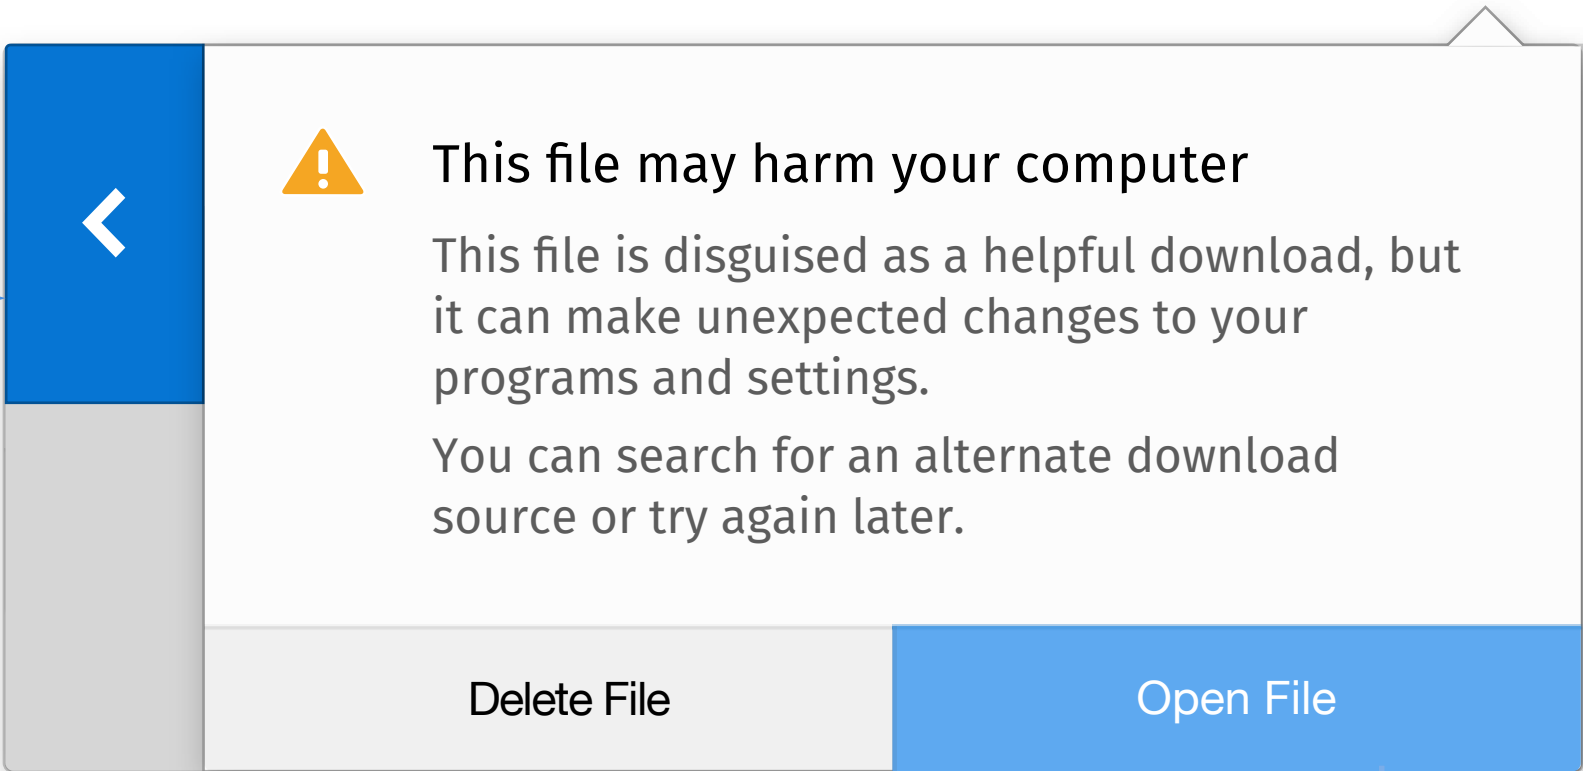 This file may harm your computer
This file is disguised as a helpful download, but
it can make unexpected changes to your
programs and settings.
You can search for an alternate download
source or try again later.
Delete File
Open File